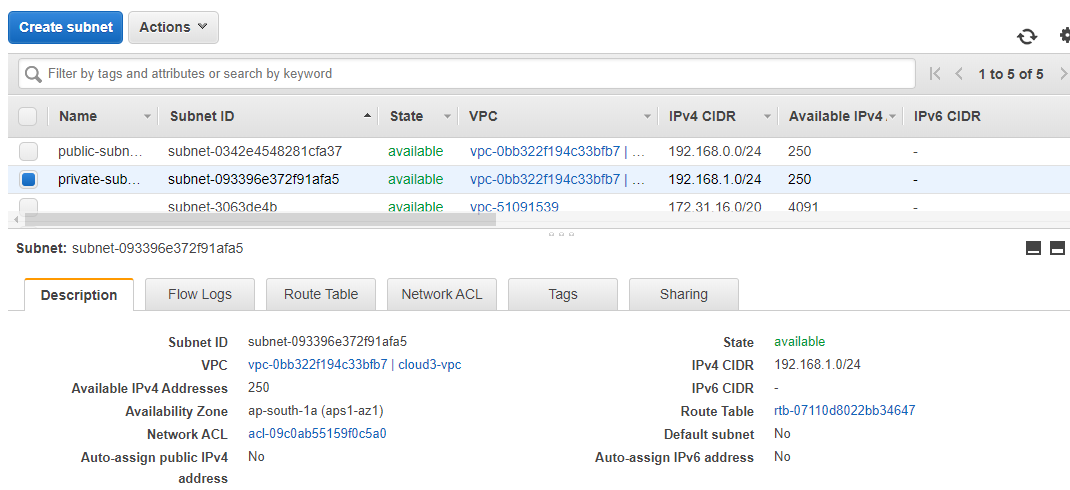 Create subnet Actions
Filter by tags and attributes or search by keyword 1 to 5 of 5
Name Subnet ID State VPC IPv4 CIDR Available IPv4 . IPv6 CIDR
public-subn... subnet-0342e4548281cfa37 available vpc-0bb322f194c33bfb7 | ... 192.168.0.0/24 250 -
private-sub... subnet-093396e372f91afa5 available vpc-0bb322f194c33bfb7 | ... 192.168.1.0/24 250 -
subnet-3063de4b available vpc-51091539 172.31.16.0/20 4091 -
Subnet: subnet-093396e372f91afa5
Description Flow Logs Route Table Network ACL Tags Sharing
Subnet ID subnet-093396e372f91afa5 State available
VPC vpc-0bb322f194c33bfb7 | cloud3-vpc IPv4 CIDR 192.168.1.0/24
Available IPv4 Addresses 250 IPv6 CIDR -
Availability Zone ap-south-1a (aps1-az1) Route Table rtb-07110d8022bb34647
Network ACL acl-09c0ab55159f0c5a0 Default subnet No
Auto-assign public IPv4 No Auto-assign IPv6 address No
address